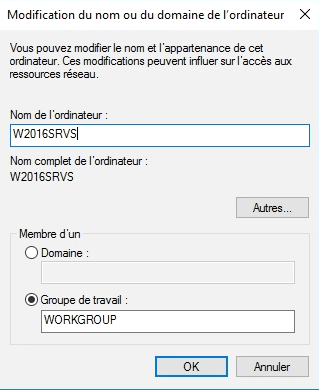 Modification du nom ou du domaine de l'ordinateur
Vous pouvez modifier le nom et l'appartenance de cet
ordinateur. Ces modifications peuvent influer sur l'accès aux
ressources réseau.
Nom de l'ordinateur :
W2016SRVS
Nom complet de l'ordinateur :
W2016SRVS
Autres...
Membre d'un
Domaine :
Groupe de travail :
WORKGROUP
OK
Annuler